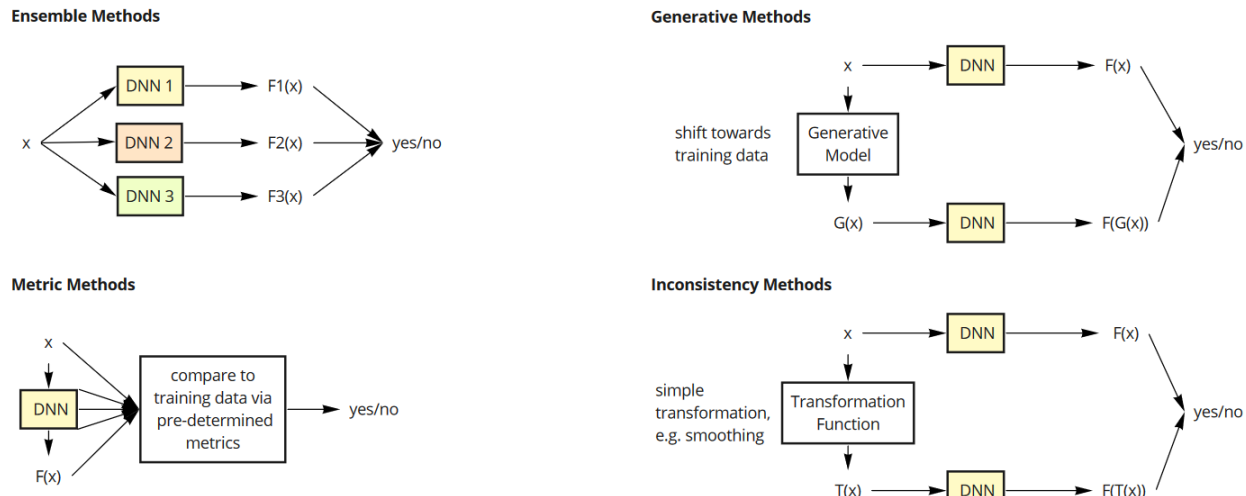 Ensemble Methods
DNN 1
F1(x)
x
DNN 2
F2(x)
yes/no
DNN 3
F3(x)
Generative Methods
x
DNN
F(x)
shift towards
training data
Generative
Model
yes/no
G(x)
DNN
F(G(x))
Metric Methods
x
DNN
F(x)
compare to
training data via
pre-determined
metrics
yes/no
Inconsistency Methods
x
DNN
F(x)
simple
transformation,
e.g. smoothing
Transformation
Function
yes/no
T(x)
DNN
F(T(x))